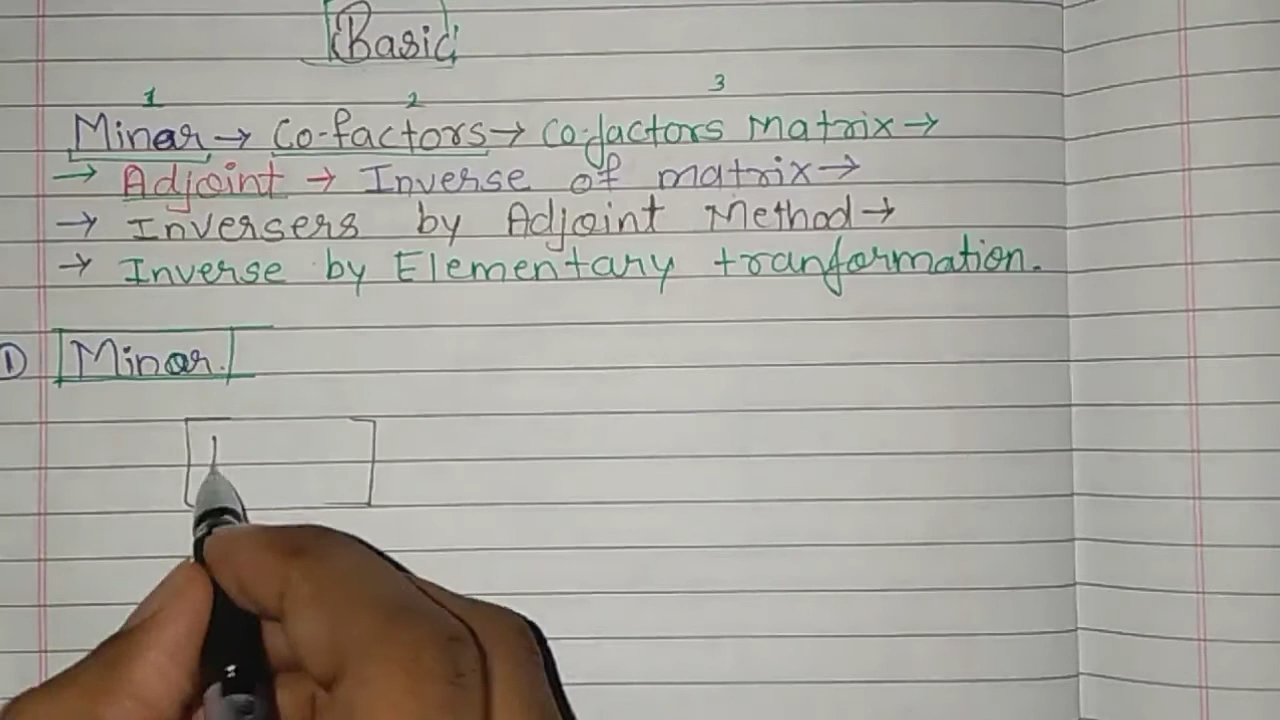 Basic
1 2 3
Minar → Co-factors → Co-factors Matrix →
→ Adjoint → Inverse of matrix →
→ Inversers by Adjoint Method →
→ Inverse by Elementary tranformation.
① Minar.